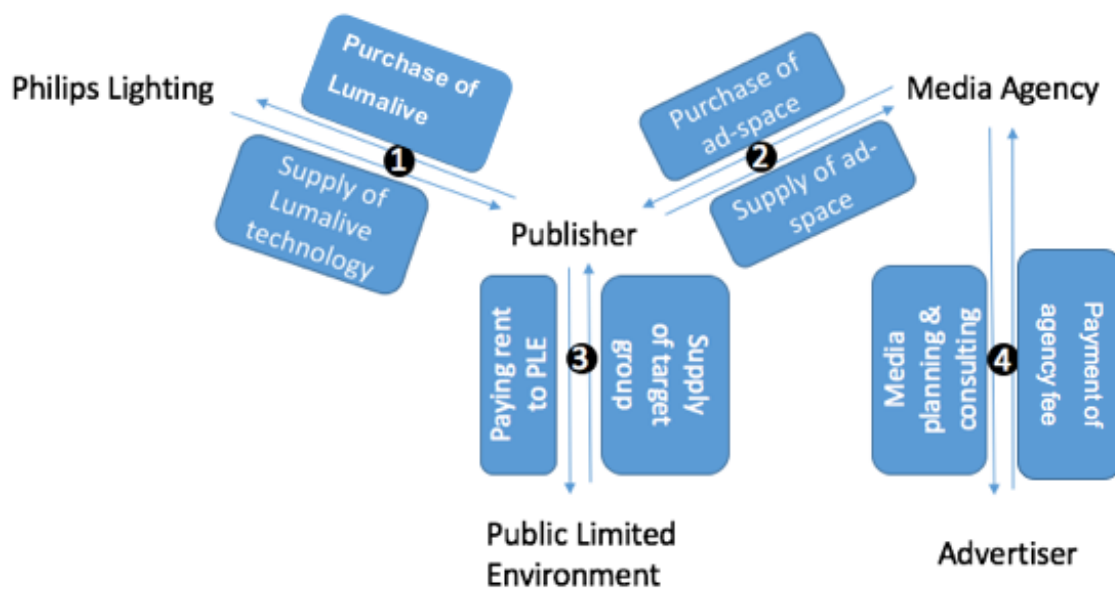 Philips Lighting
Purchase of
Lumalive
1
Supply of
Lumalive
technology
Purchase of
ad-space
2
Supply of ad-
space
Media Agency
Publisher
Paying rent
to PLE
3
Supply
of target
group
Media
planning &
consulting
4
Payment of
agency fee
Public Limited
Environment
Advertiser